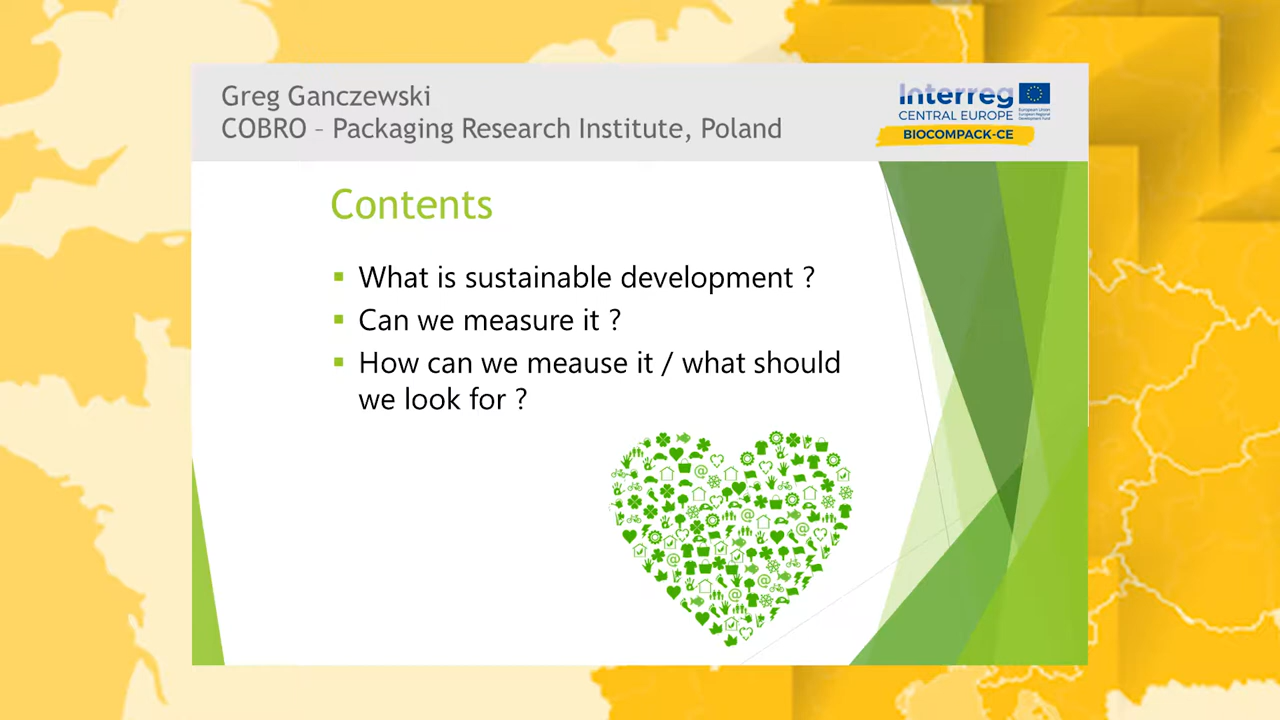 Greg Ganczewski
COBRO – Packaging Research Institute, Poland
Interreg
CENTRAL EUROPE
European Union
European Regional
Development Fund
BIOCOMPACK-CE
Contents
What is sustainable development ?
Can we measure it ?
How can we meause it / what should
we look for ?